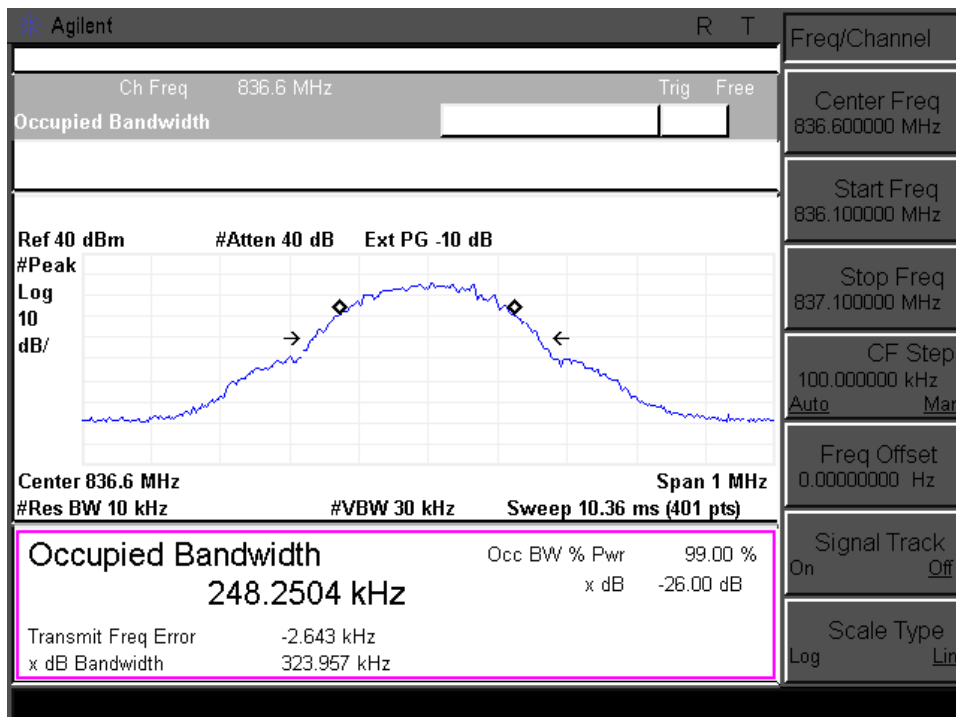 Agilent R T
Freq/Channel
Ch Freq 836.6 MHz Trig Free
Occupied Bandwidth
Center Freq
836.600000 MHz
Start Freq
836.100000 MHz
Ref 40 dBm #Atten 40 dB Ext PG -10 dB
#Peak
Log
10
dB/
Stop Freq
837.100000 MHz
CF Step
100.000000 kHz
Auto Man
Freq Offset
0.00000000 Hz
Center 836.6 MHz Span 1 MHz
#Res BW 10 kHz #VBW 30 kHz Sweep 10.36 ms (401 pts)
Signal Track
On Off
Occupied Bandwidth Occ BW % Pwr 99.00 %
248.2504 kHz x dB -26.00 dB
Transmit Freq Error -2.643 kHz
x dB Bandwidth 323.957 kHz
Scale Type
Log Lin